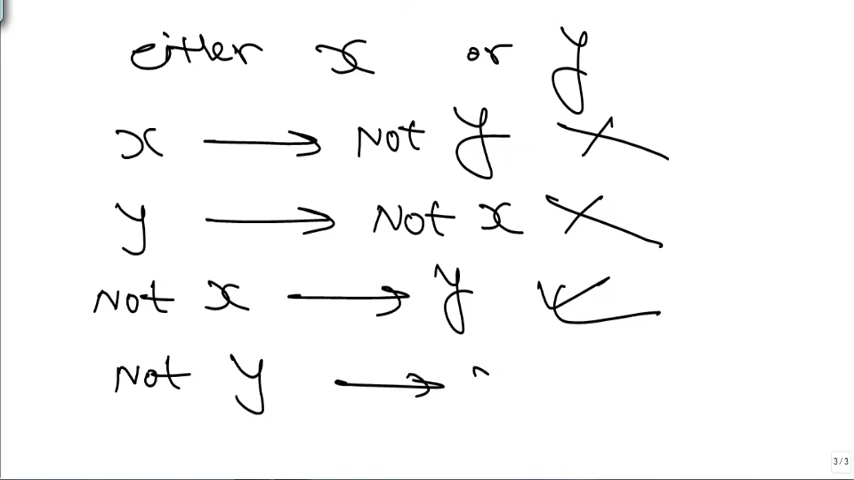 either x or y
x → Not y ✗
y → Not x ✗
Not x → y ✓
Not y →
3/3